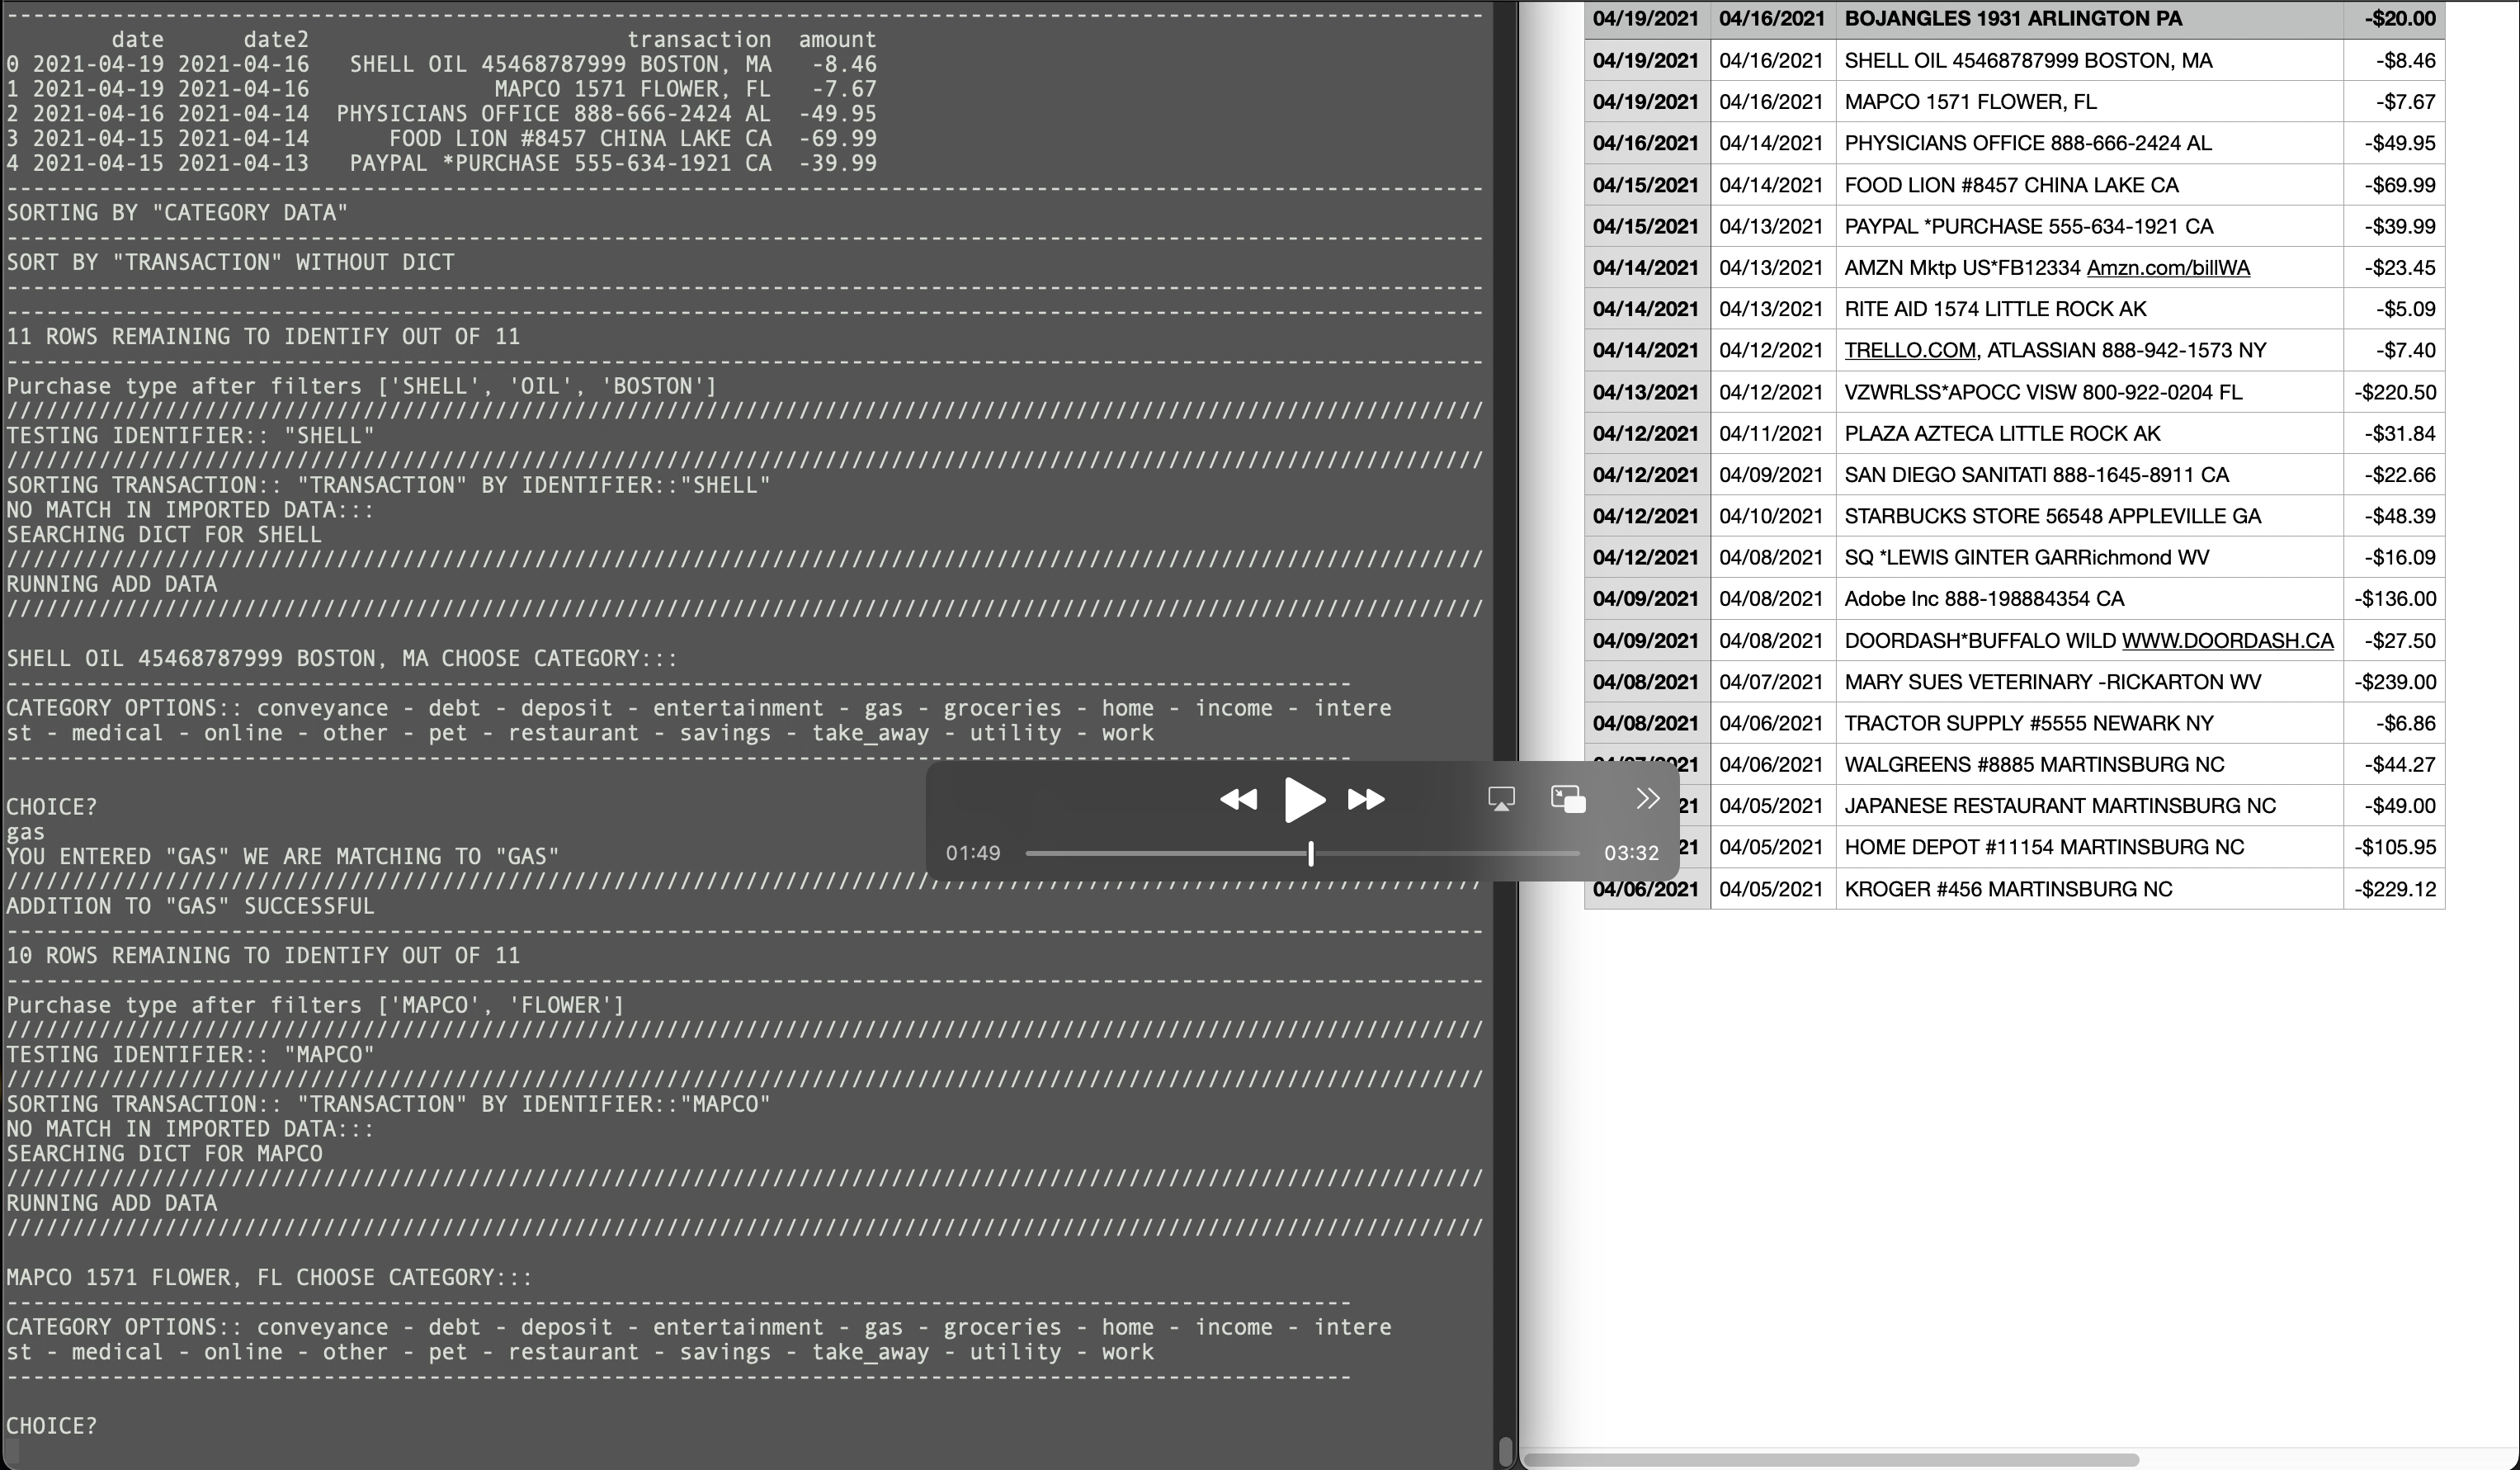 date date2 transaction amount
0 2021-04-19 2021-04-16 SHELL OIL 45468787999 BOSTON, MA -8.46
1 2021-04-19 2021-04-16 MAPCO 1571 FLOWER, FL -7.67
2 2021-04-16 2021-04-14 PHYSICIANS OFFICE 888-666-2424 AL -49.95
3 2021-04-15 2021-04-14 FOOD LION #8457 CHINA LAKE CA -69.99
4 2021-04-15 2021-04-13 PAYPAL *PURCHASE 555-634-1921 CA -39.99
SORTING BY "CATEGORY DATA"
SORT BY "TRANSACTION" WITHOUT DICT
11 ROWS REMAINING TO IDENTIFY OUT OF 11
Purchase type after filters ['SHELL', 'OIL', 'BOSTON']
TESTING IDENTIFIER:: "SHELL"
SORTING TRANSACTION:: "TRANSACTION" BY IDENTIFIER::"SHELL"
NO MATCH IN IMPORTED DATA:::
SEARCHING DICT FOR SHELL
RUNNING ADD DATA
SHELL OIL 45468787999 BOSTON, MA CHOOSE CATEGORY:::
CATEGORY OPTIONS:: conveyance - debt - deposit - entertainment - gas - groceries - home - income - intere
st - medical - online - other - pet - restaurant - savings - take_away - utility - work
CHOICE?
gas
YOU ENTERED "GAS" WE ARE MATCHING TO "GAS"
ADDITION TO "GAS" SUCCESSFUL
10 ROWS REMAINING TO IDENTIFY OUT OF 11
Purchase type after filters ['MAPCO', 'FLOWER']
TESTING IDENTIFIER:: "MAPCO"
SORTING TRANSACTION:: "TRANSACTION" BY IDENTIFIER::"MAPCO"
NO MATCH IN IMPORTED DATA:::
SEARCHING DICT FOR MAPCO
RUNNING ADD DATA
MAPCO 1571 FLOWER, FL CHOOSE CATEGORY:::
CATEGORY OPTIONS:: conveyance - debt - deposit - entertainment - gas - groceries - home - income - intere
st - medical - online - other - pet - restaurant - savings - take_away - utility - work
CHOICE?
01:49 03:32
04/19/2021 04/16/2021 BOJANGLES 1931 ARLINGTON PA -$20.00
04/19/2021 04/16/2021 SHELL OIL 45468787999 BOSTON, MA -$8.46
04/19/2021 04/16/2021 MAPCO 1571 FLOWER, FL -$7.67
04/16/2021 04/14/2021 PHYSICIANS OFFICE 888-666-2424 AL -$49.95
04/15/2021 04/14/2021 FOOD LION #8457 CHINA LAKE CA -$69.99
04/15/2021 04/13/2021 PAYPAL *PURCHASE 555-634-1921 CA -$39.99
04/14/2021 04/13/2021 AMZN Mktp US*FB12334 Amzn.com/billWA -$23.45
04/14/2021 04/13/2021 RITE AID 1574 LITTLE ROCK AK -$5.09
04/14/2021 04/12/2021 TRELLO.COM, ATLASSIAN 888-942-1573 NY -$7.40
04/13/2021 04/12/2021 VZWRLSS*APOCC VISW 800-922-0204 FL -$220.50
04/12/2021 04/11/2021 PLAZA AZTECA LITTLE ROCK AK -$31.84
04/12/2021 04/09/2021 SAN DIEGO SANITATI 888-1645-8911 CA -$22.66
04/12/2021 04/10/2021 STARBUCKS STORE 56548 APPLEVILLE GA -$48.39
04/12/2021 04/08/2021 SQ *LEWIS GINTER GARRichmond WV -$16.09
04/09/2021 04/08/2021 Adobe Inc 888-198884354 CA -$136.00
04/09/2021 04/08/2021 DOORDASH*BUFFALO WILD WWW.DOORDASH.CA -$27.50
04/08/2021 04/07/2021 MARY SUES VETERINARY -RICKARTON WV -$239.00
04/08/2021 04/06/2021 TRACTOR SUPPLY #5555 NEWARK NY -$6.86
04/06/2021 WALGREENS #8885 MARTINSBURG NC -$44.27
21 04/05/2021 JAPANESE RESTAURANT MARTINSBURG NC -$49.00
21 04/05/2021 HOME DEPOT #11154 MARTINSBURG NC -$105.95
04/06/2021 04/05/2021 KROGER #456 MARTINSBURG NC -$229.12